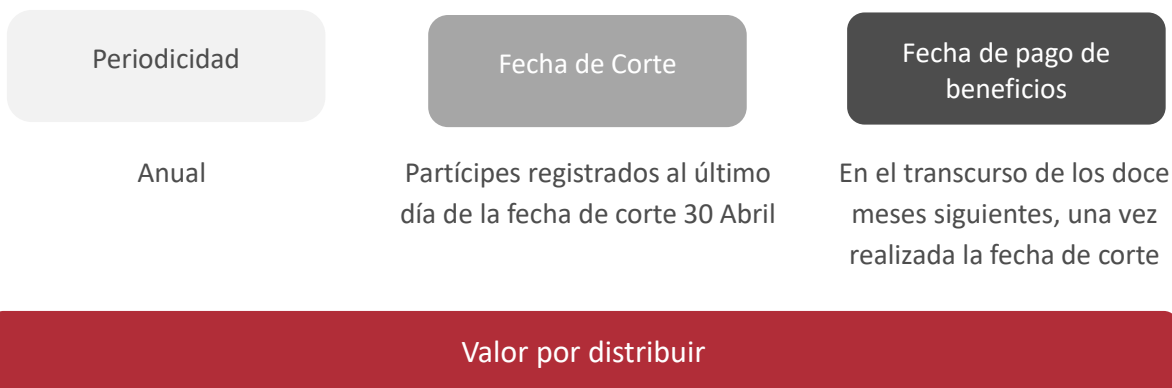 Periodicidad
Fecha de Corte
Fecha de pago de
beneficios
Anual
Partícipes registrados al último
día de la fecha de corte 30 Abril
En el transcurso de los doce
meses siguientes, una vez
realizada la fecha de corte
Valor por distribuir